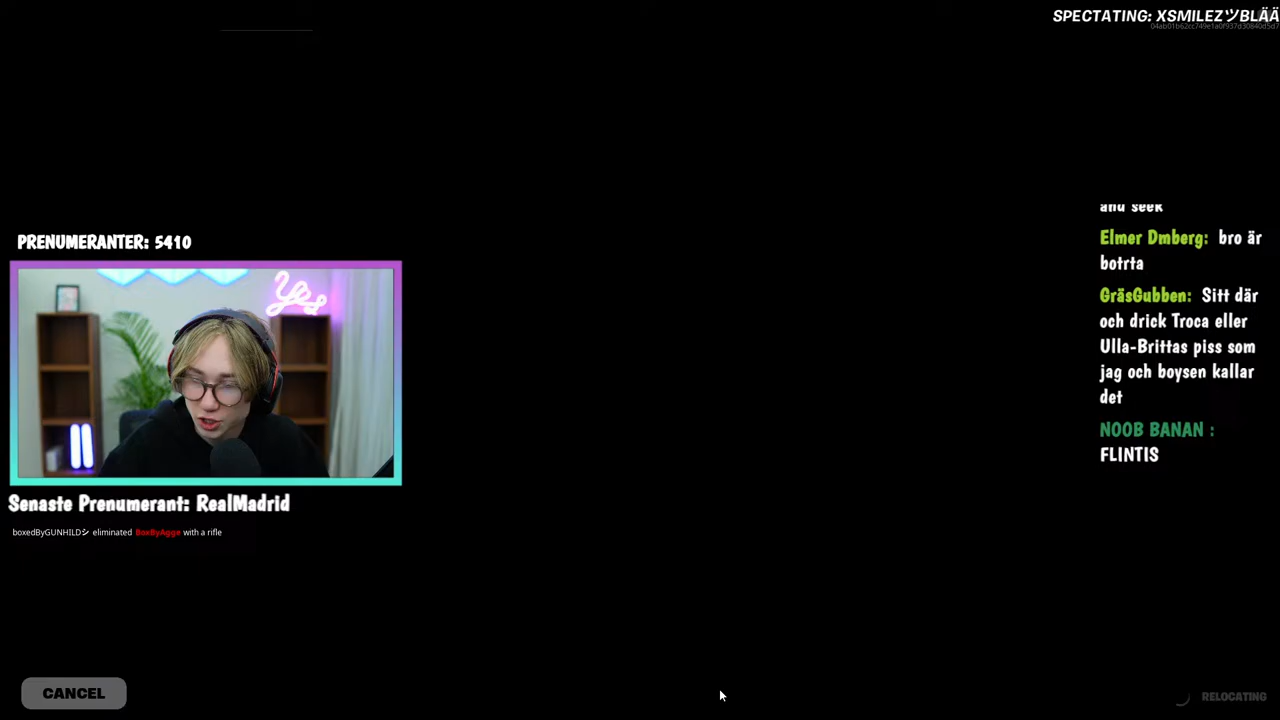 SPECTATING: XSMILEZツBLÄÄ
and seek
Elmer Dmberg: bro är
botrta
GräsGubben: Sitt där
och drick Troca eller
Ulla-Brittas piss som
jag och boysen kallar
det
NOOB BANAN :
FLINTIS
PRENUMERANTER: 5410
yes
Senaste Prenumerant: RealMadrid
boxedByGUNHILDシ eliminated BoxByAgge with a rifle
CANCEL
RELOCATING